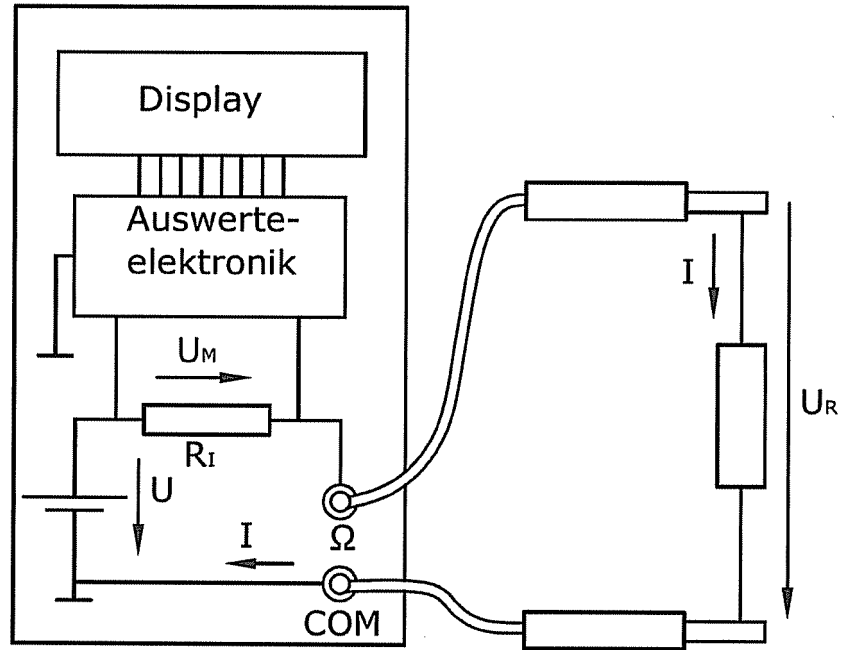 Display
Auswerte-
elektronik
UM
RI
U
I
Ω
COM
I
UR